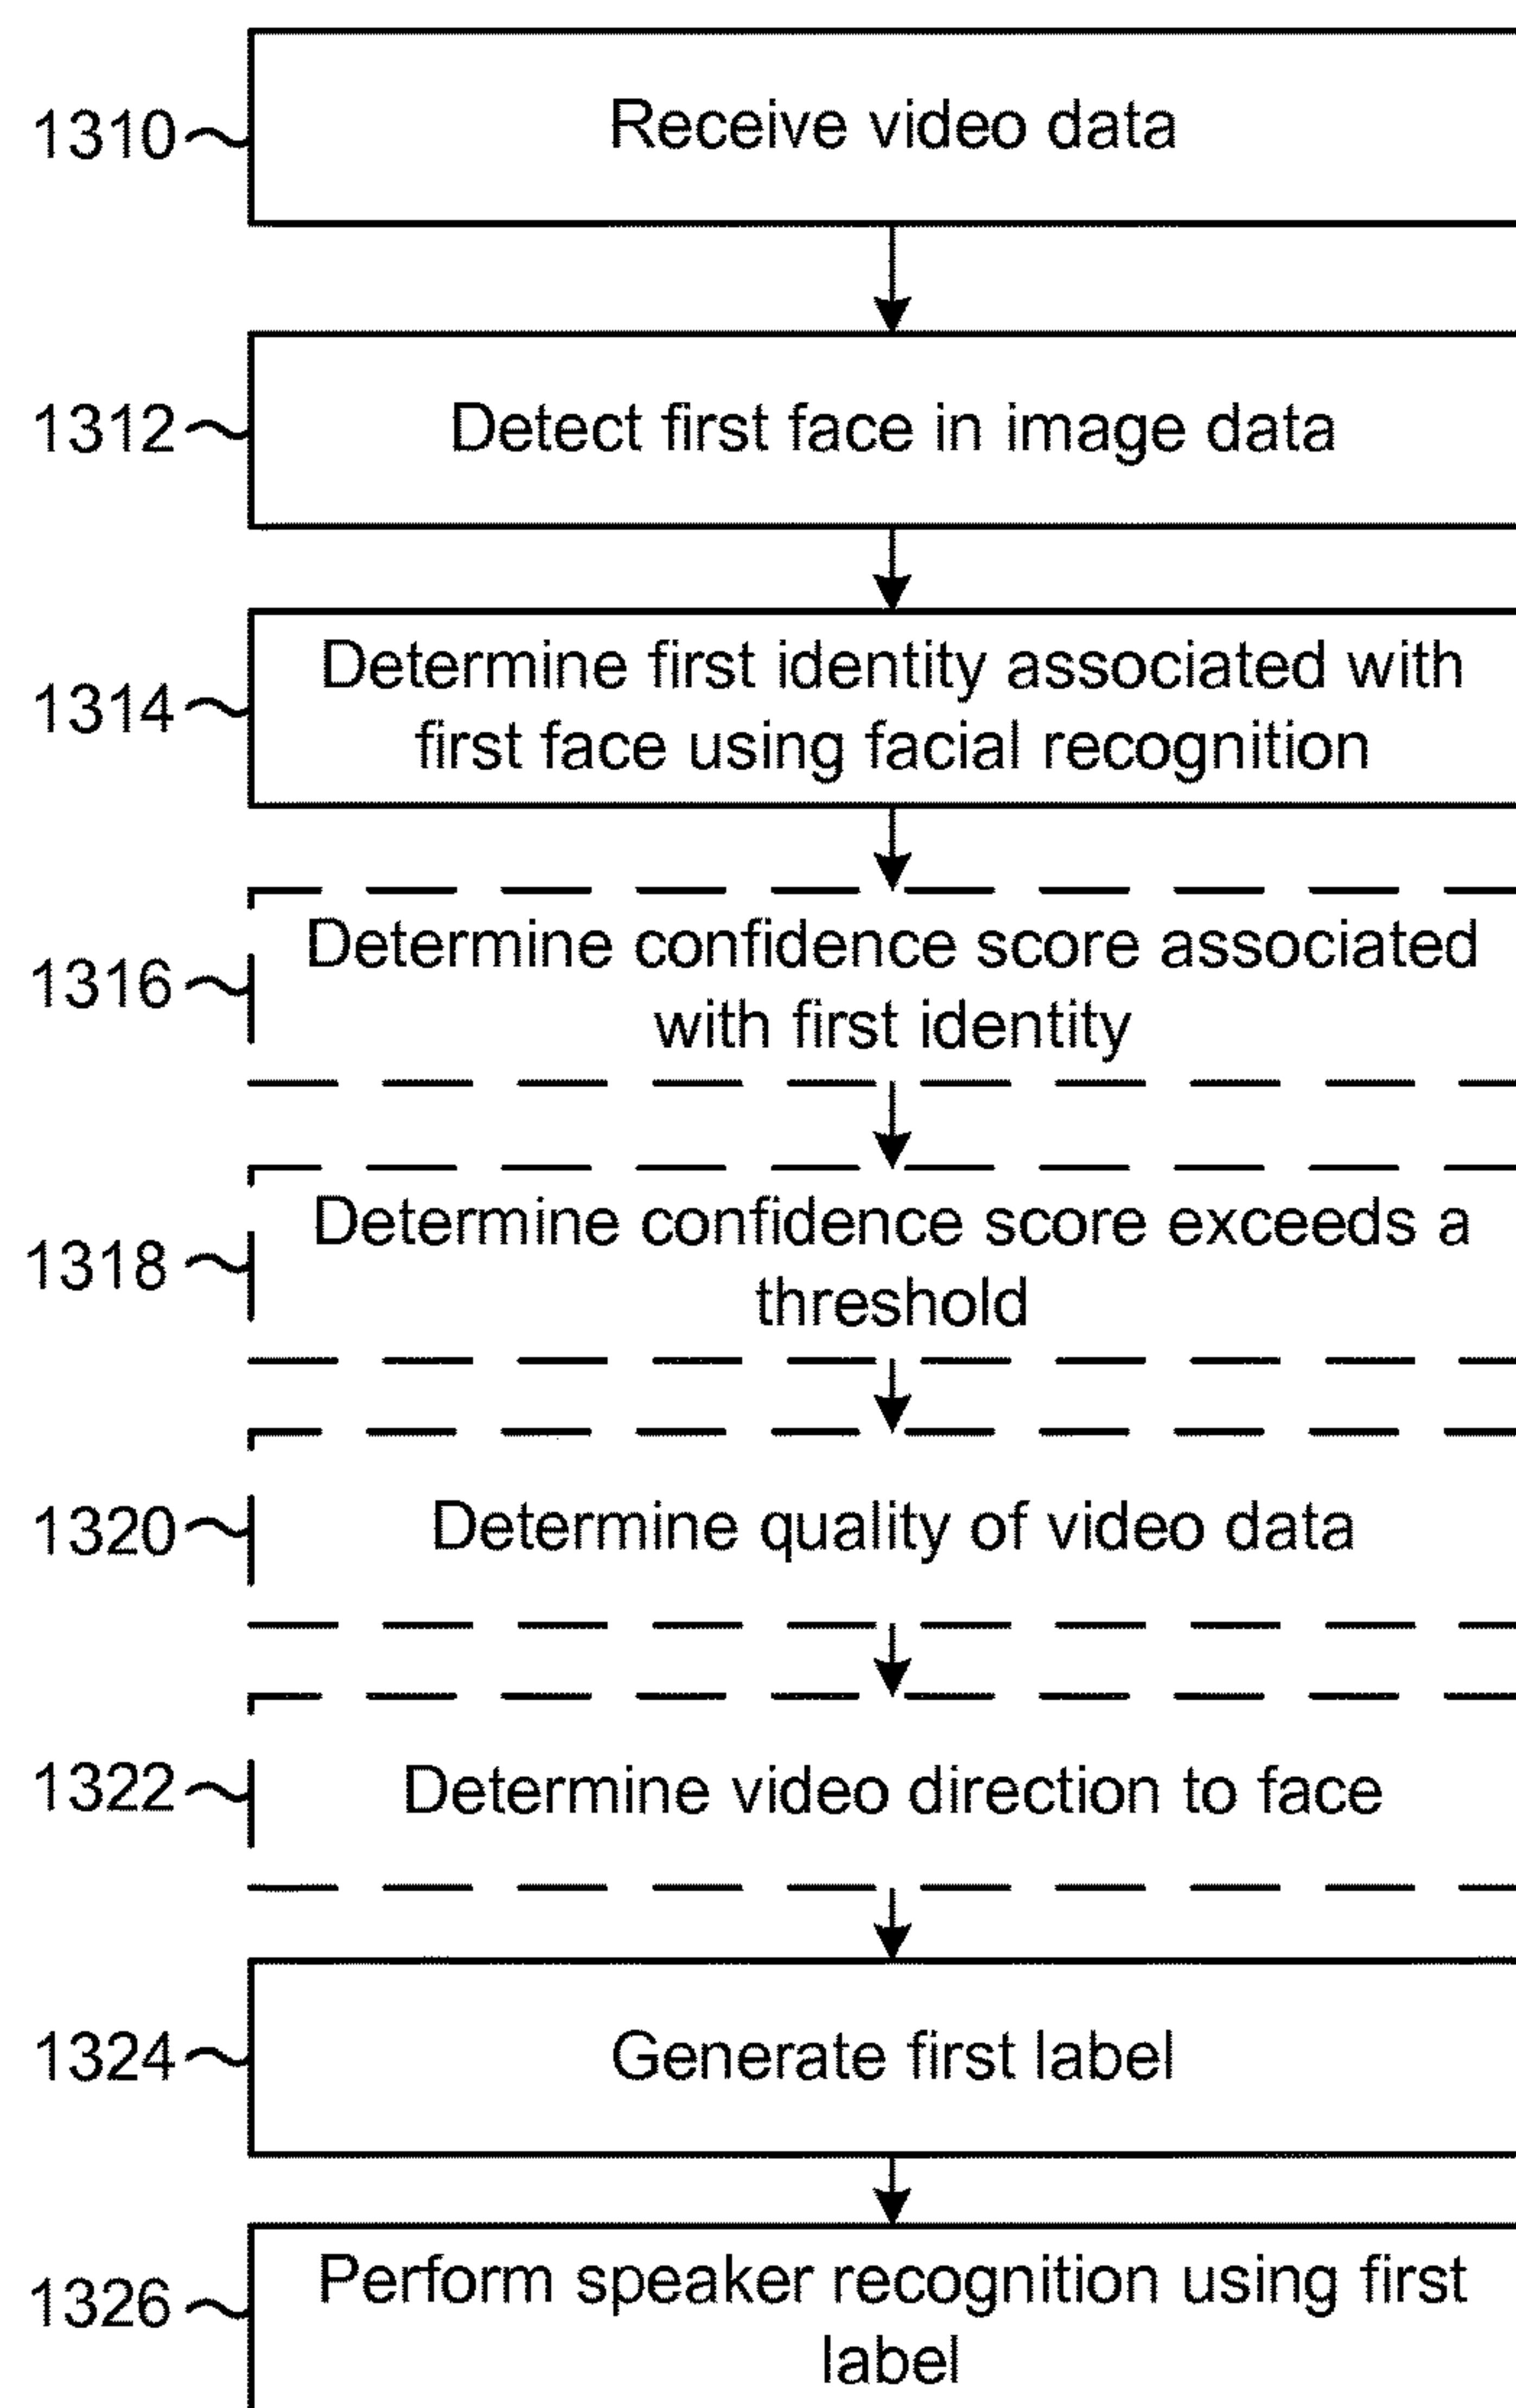 1310
Receive video data
1312
Detect first face in image data
1314
Determine first identity associated with
first face using facial recognition
1316
Determine confidence score associated
with first identity
1318
Determine confidence score exceeds a
threshold
1320
Determine quality of video data
1322
Determine video direction to face
1324
Generate first label
1326
Perform speaker recognition using first
label